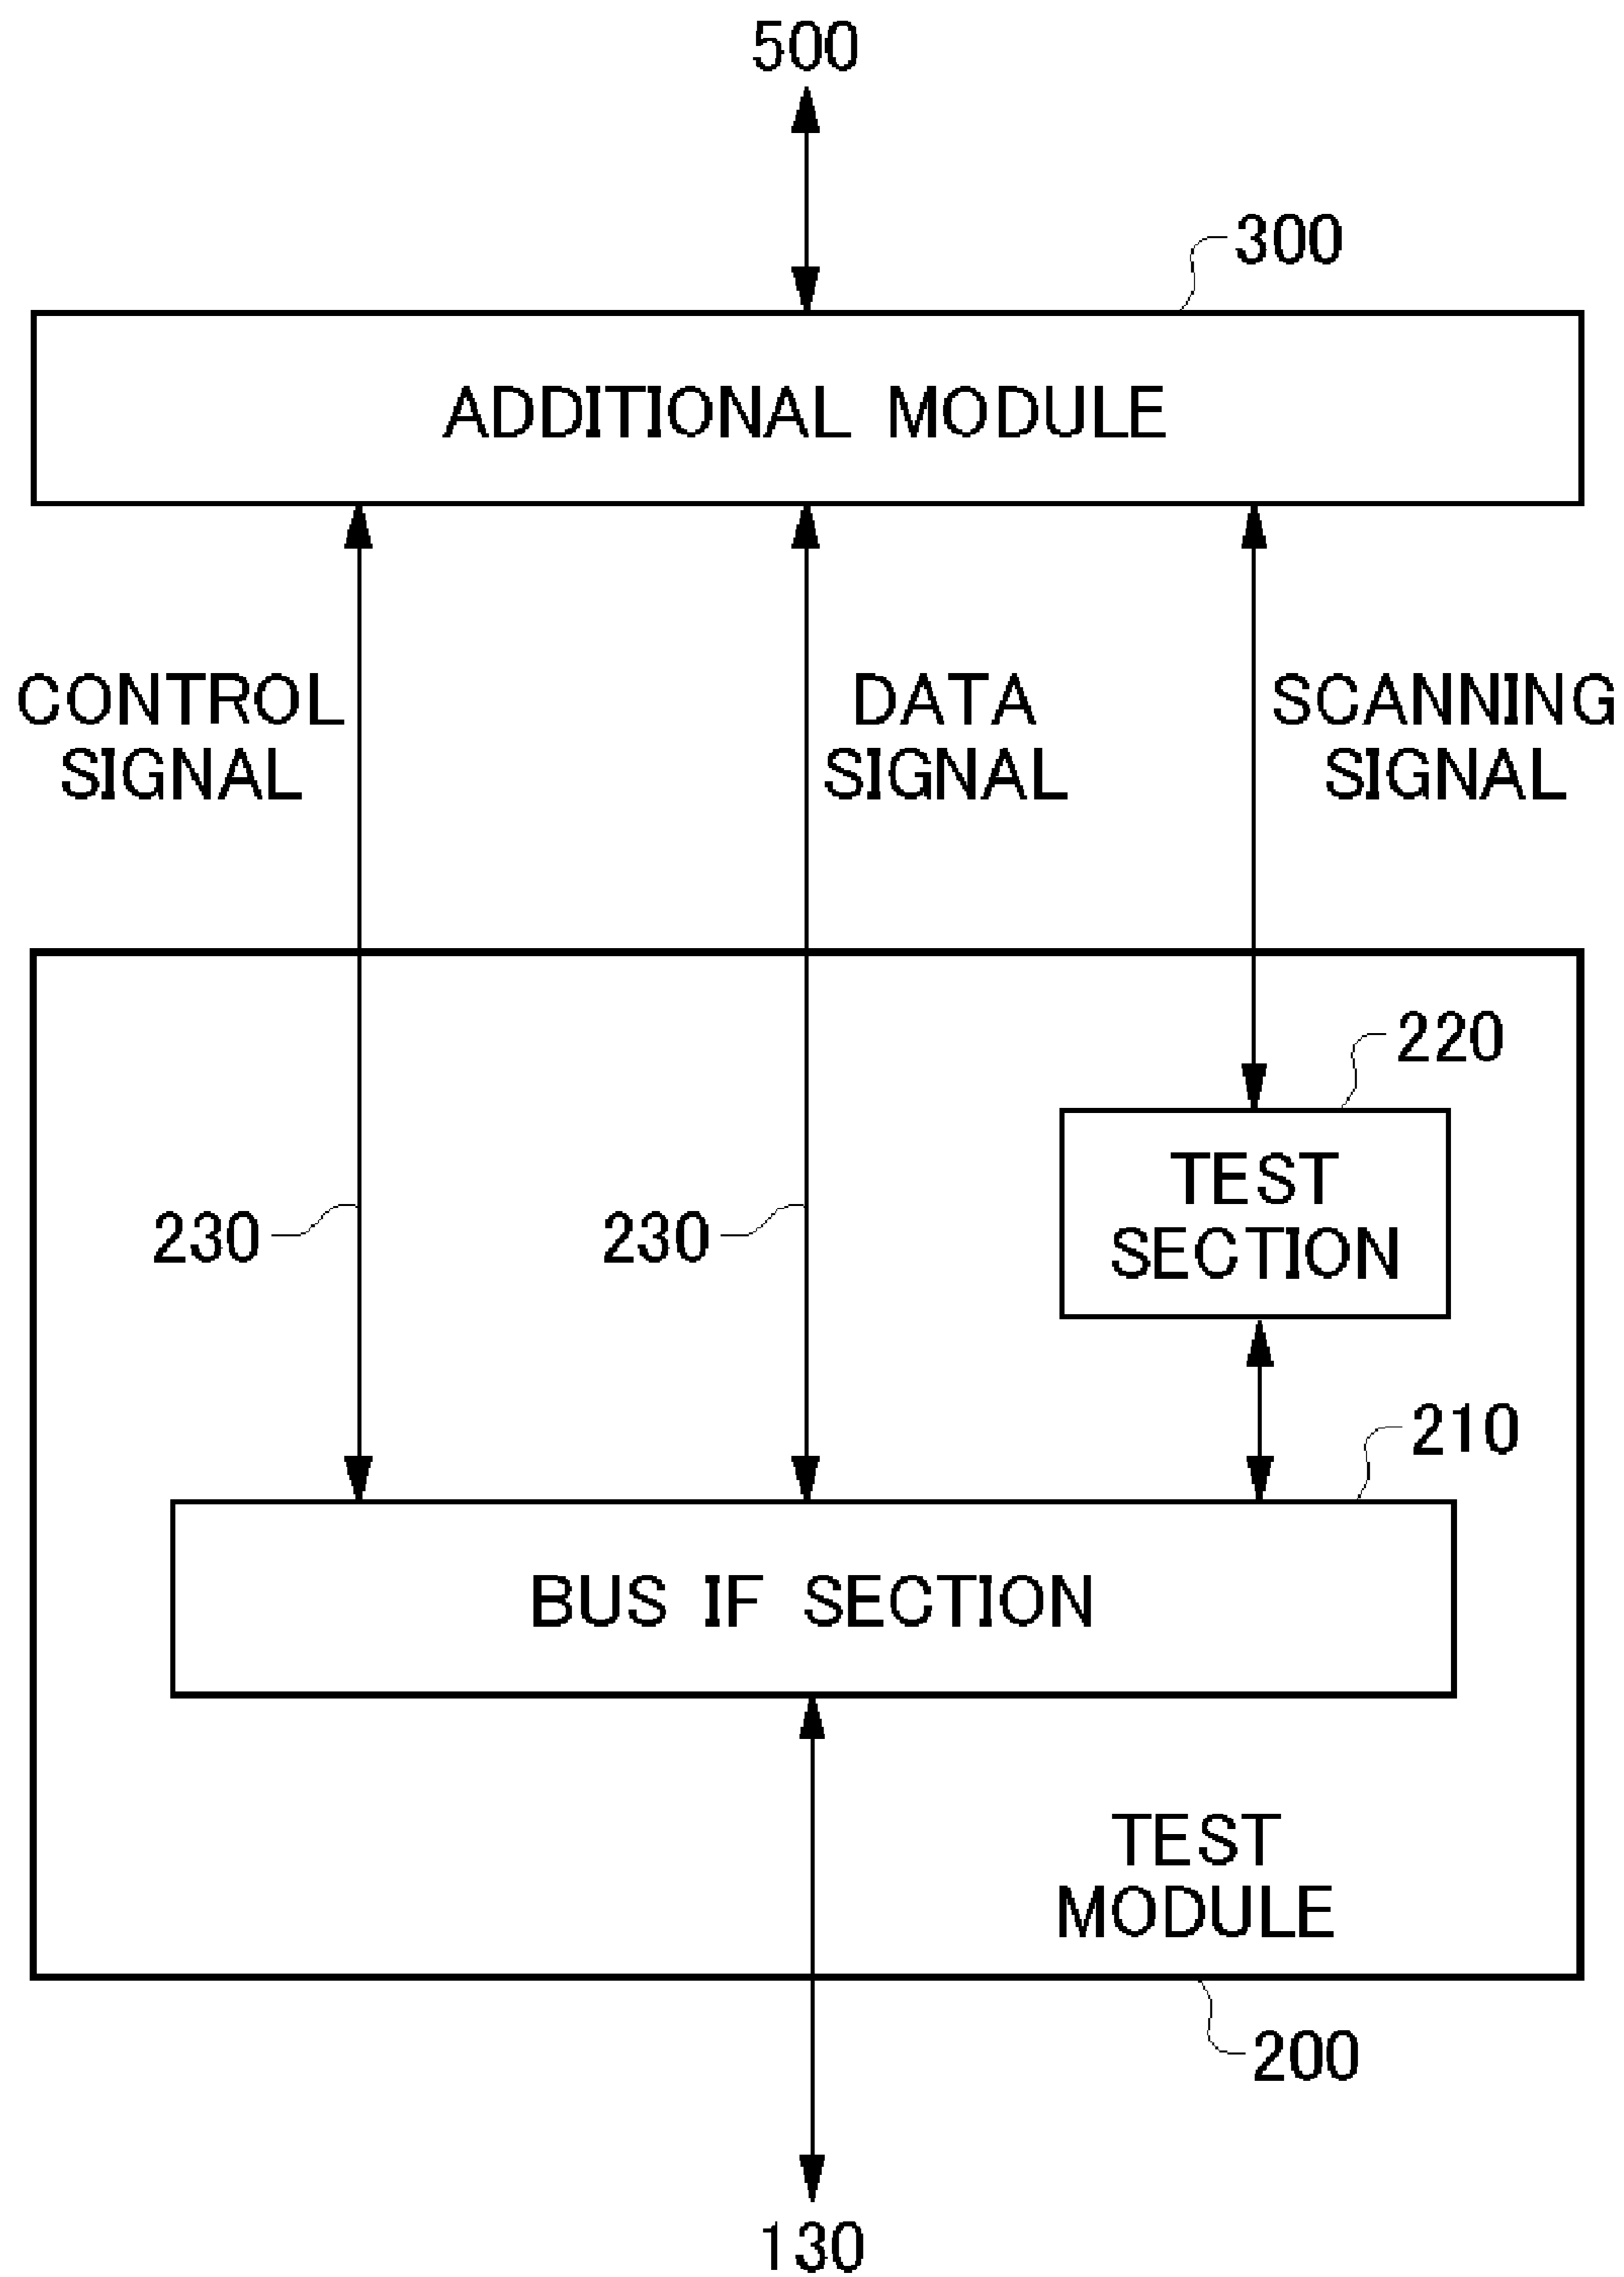 500
300
ADDITIONAL MODULE
CONTROL
SIGNAL
DATA
SIGNAL
SCANNING
SIGNAL
220
TEST
SECTION
230
230
210
BUS IF SECTION
TEST
MODULE
200
130